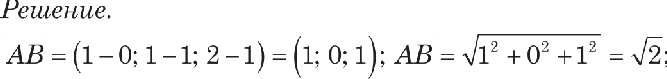 Решение.
AB = (1 – 0; 1 – 1; 2 – 1) = (1; 0; 1); AB = √(1² + 0² + 1²) = √2;